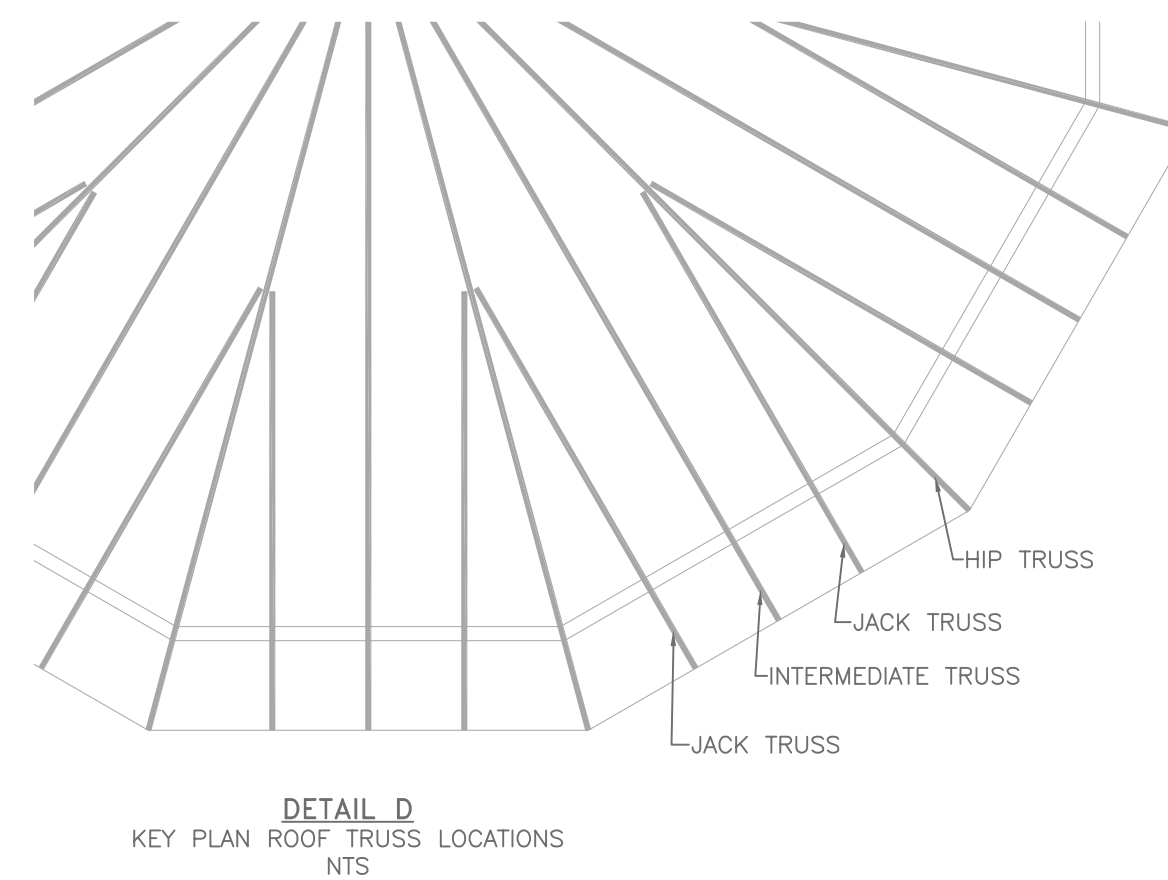 HIP TRUSS
JACK TRUSS
INTERMEDIATE TRUSS
JACK TRUSS
DETAIL D
KEY PLAN ROOF TRUSS LOCATIONS
NTS